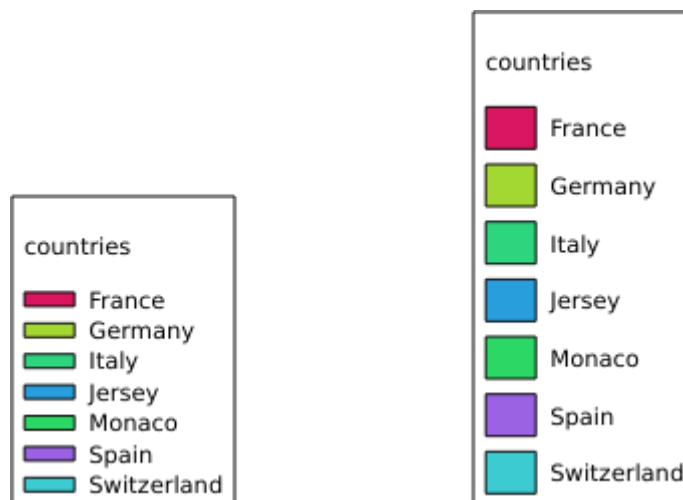 countries
France
Germany
Italy
Jersey
Monaco
Spain
Switzerland
countries
France
Germany
Italy
Jersey
Monaco
Spain
Switzerland